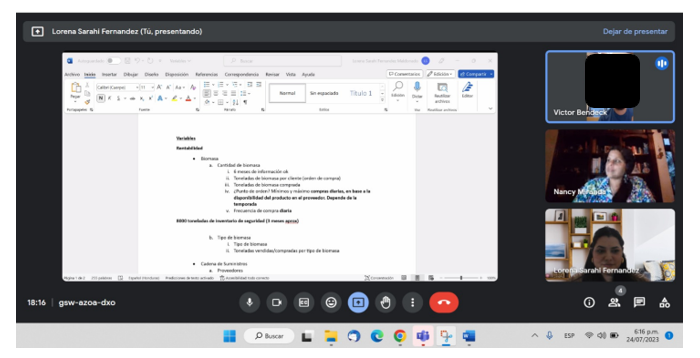 Lorena Sarahi Fernandez (Tú, presentando)
Dejar de presentar
Archivo Inicio Insertar Dibujar Diseño Disposición Referencias Correspondencia Revisar Vista Ayuda
Comentarios Edición Compartir
Normal Sin espaciado Título 1
Edición Dictar Reutilizar archivos Editor
Variables
Rentabilidad
Biomasa
a. Cantidad de biomasa
i. 6 meses de información ok
ii. Toneladas de biomasa por cliente (orden de compra)
iii. Toneladas de biomasa comprada
iv. ¿Punto de orden? Mínimos y máximo compras diarias, en base a la
disponibilidad del producto en el proveedor. Depende de la
temporada
v. Frecuencia de compra diaria
8000 toneladas de inventario de seguridad (3 meses aprox)
b. Tipo de biomasa
i. Tipo de biomasa
ii. Toneladas vendidas/compradas por tipo de biomasa
Cadena de Suministros
a. Proveedores
Victor Bendeck
Nancy
Lorena Sarahi Fernandez
18:16 | gsw-azoa-dxo
4
Buscar
ESP
6:16 p.m.
24/07/2023